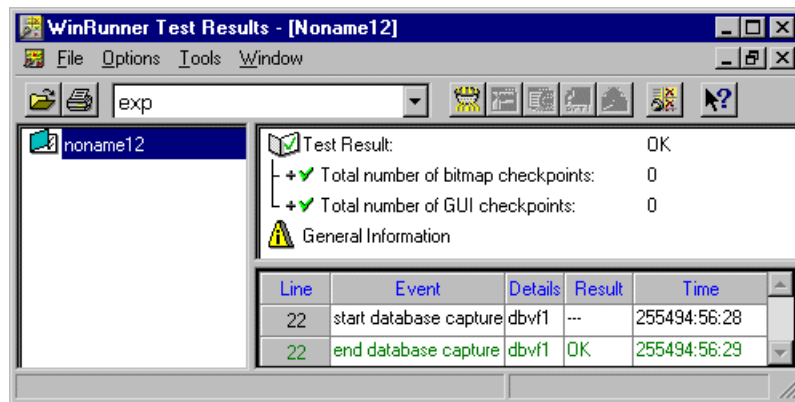 WinRunner Test Results - [Noname12]
File Options Tools Window
exp
noname12
Test Result: OK
Total number of bitmap checkpoints: 0
Total number of GUI checkpoints: 0
General Information
Line Event Details Result Time
22 start database capture dbvf1 --- 255494:56:28
22 end database capture dbvf1 OK 255494:56:29